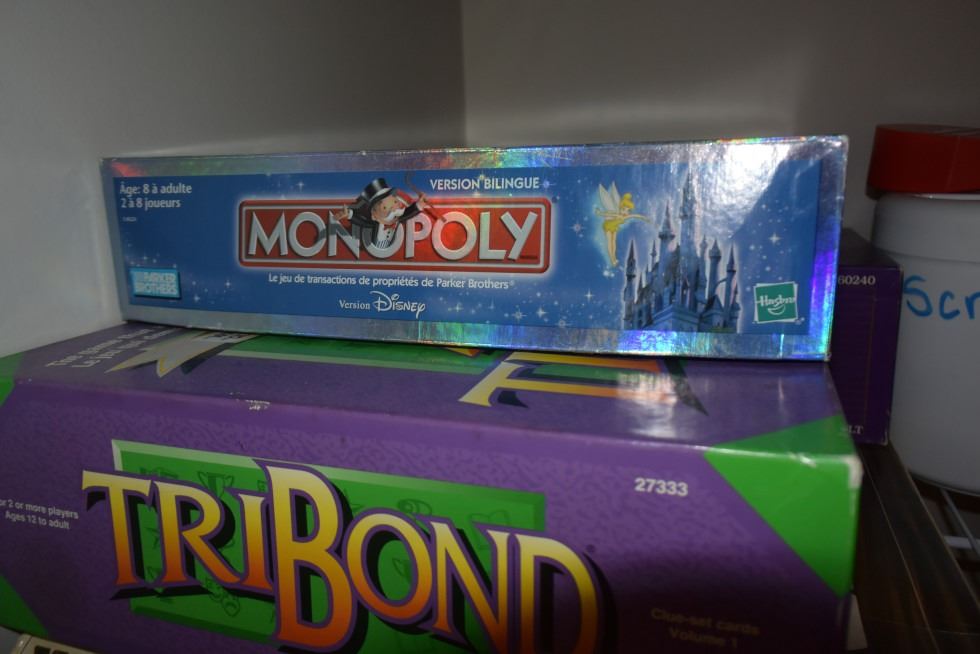 Âge: 8 à adulte
2 à 8 joueurs
VERSION BILINGUE
MONOPOLY
Le jeu de transactions de propriétés de Parker Brothers®
Version Disney
PARKER
BROTHERS
Hasbro
60240
Scr
LT
27333
or 2 or more players
Ages 12 to adult
TRIBOND
Clue-set cards
Volume 1